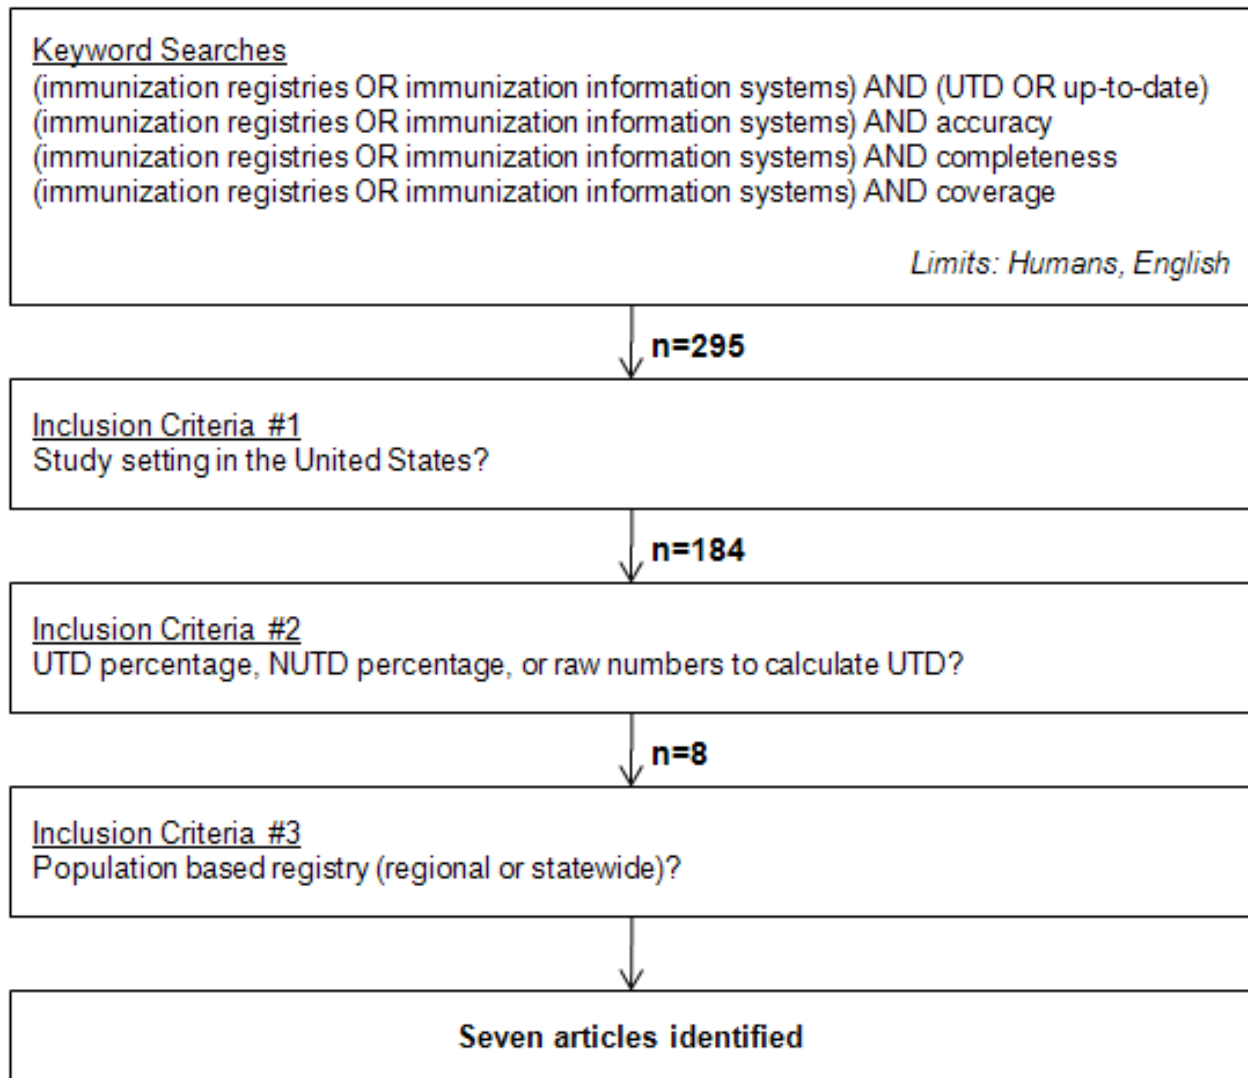 Keyword Searches
(immunization registries OR immunization information systems) AND (UTD OR up-to-date)
(immunization registries OR immunization information systems) AND accuracy
(immunization registries OR immunization information systems) AND completeness
(immunization registries OR immunization information systems) AND coverage
Limits: Humans, English
n=295
Inclusion Criteria #1
Study setting in the United States?
n=184
Inclusion Criteria #2
UTD percentage, NUTD percentage, or raw numbers to calculate UTD?
n=8
Inclusion Criteria #3
Population based registry (regional or statewide)?
Seven articles identified